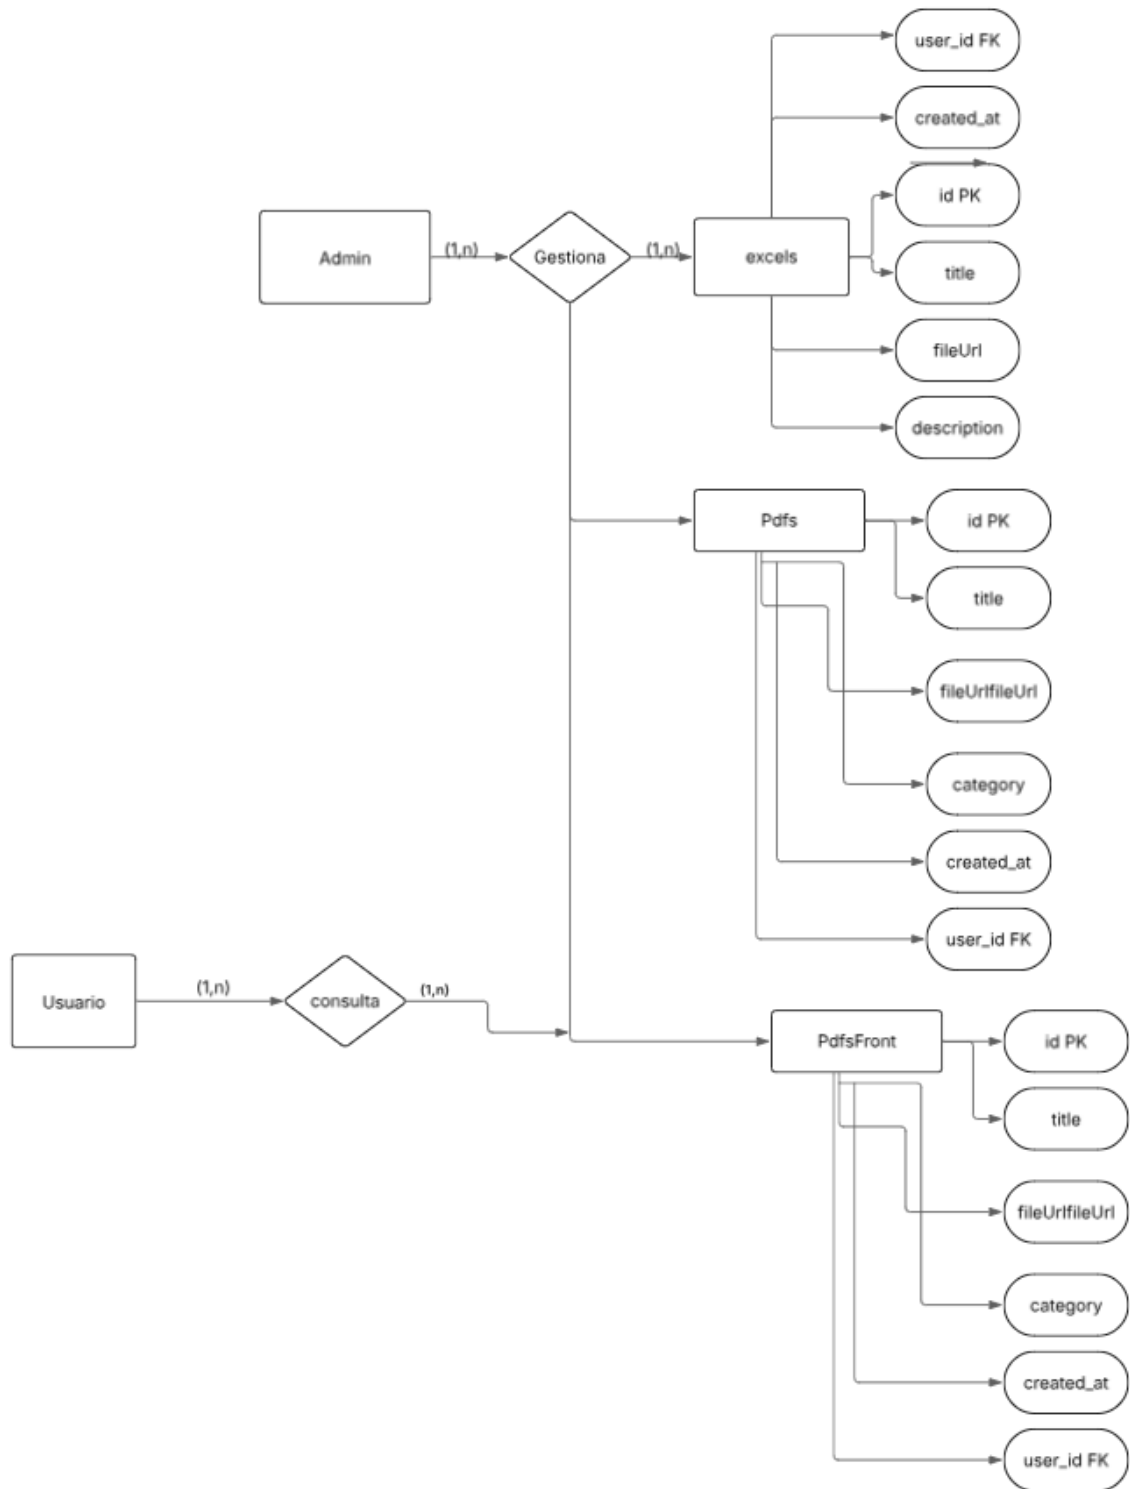 user_id FK
created_at
id PK
Admin
(1,n)
Gestiona
(1,n)
excels
title
fileUrl
description
Pdfs
id PK
title
fileUrlfileUrl
category
created_at
user_id FK
Usuario
(1,n)
consulta
(1,n)
PdfsFront
id PK
title
fileUrlfileUrl
category
created_at
user_id FK